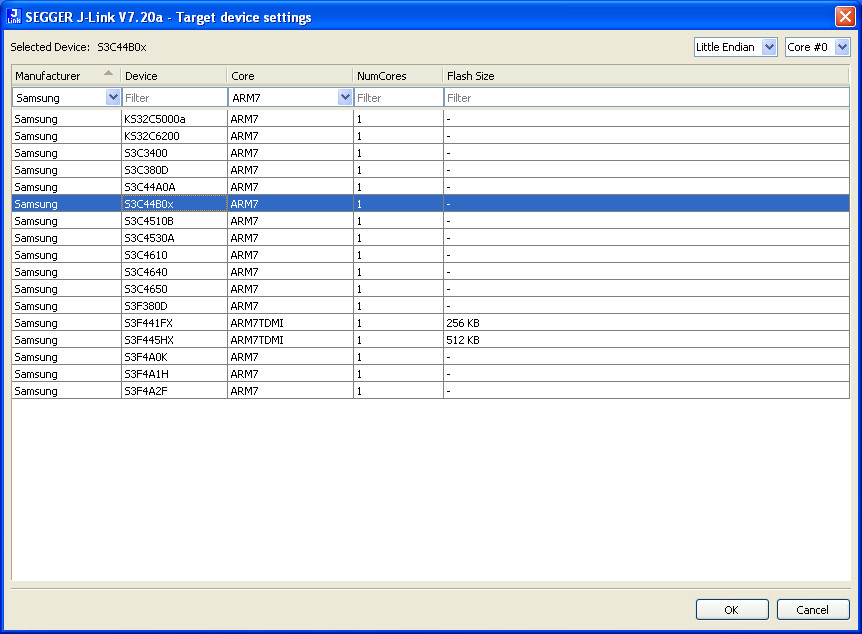 J-Link SEGGER J-Link V7.20a - Target device settings
Selected Device: S3C44B0x Little Endian Core #0
Manufacturer Device Core NumCores Flash Size
Samsung Filter ARM7 Filter Filter
Samsung KS32C5000a ARM7 1 -
Samsung KS32C6200 ARM7 1 -
Samsung S3C3400 ARM7 1 -
Samsung S3C380D ARM7 1 -
Samsung S3C44A0A ARM7 1 -
Samsung S3C44B0x ARM7 1 -
Samsung S3C4510B ARM7 1 -
Samsung S3C4530A ARM7 1 -
Samsung S3C4610 ARM7 1 -
Samsung S3C4640 ARM7 1 -
Samsung S3C4650 ARM7 1 -
Samsung S3F380D ARM7 1 -
Samsung S3F441FX ARM7TDMI 1 256 KB
Samsung S3F445HX ARM7TDMI 1 512 KB
Samsung S3F4A0K ARM7 1 -
Samsung S3F4A1H ARM7 1 -
Samsung S3F4A2F ARM7 1 -
OK Cancel